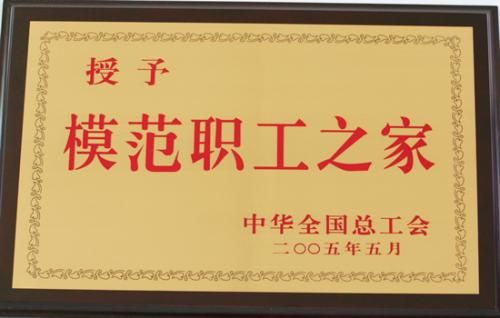 授予
模范职工之家
中华全国总工会
二〇〇五年五月